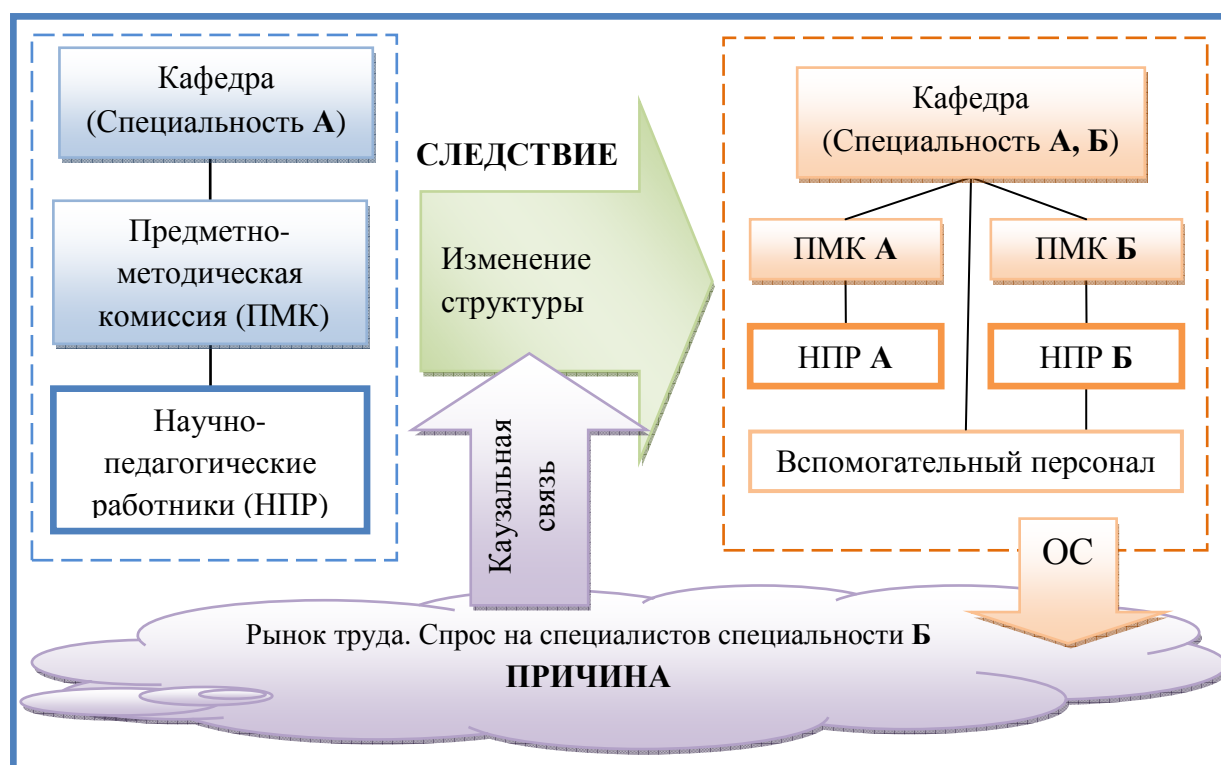 Кафедра
(Специальность А)
Предметно-
методическая
комиссия (ПМК)
Научно-
педагогические
работники (НПР)
СЛЕДСТВИЕ
Изменение
структуры
Каузальная
связь
Кафедра
(Специальность А, Б)
ПМК А
ПМК Б
НПР А
НПР Б
Вспомогательный персонал
ОС
Рынок труда. Спрос на специалистов специальности Б
ПРИЧИНА